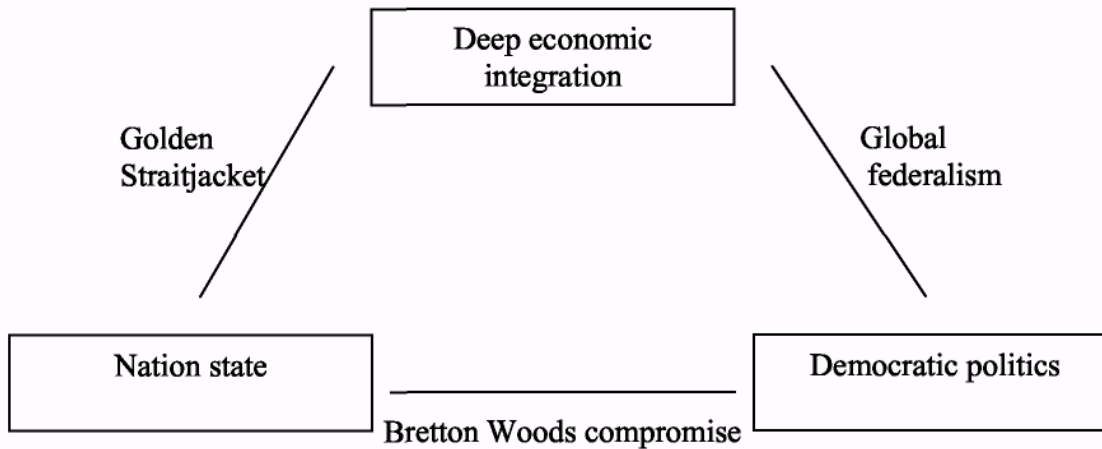 Deep economic
integration
Golden
Straitjacket
Global
federalism
Nation state
Democratic politics
Bretton Woods compromise